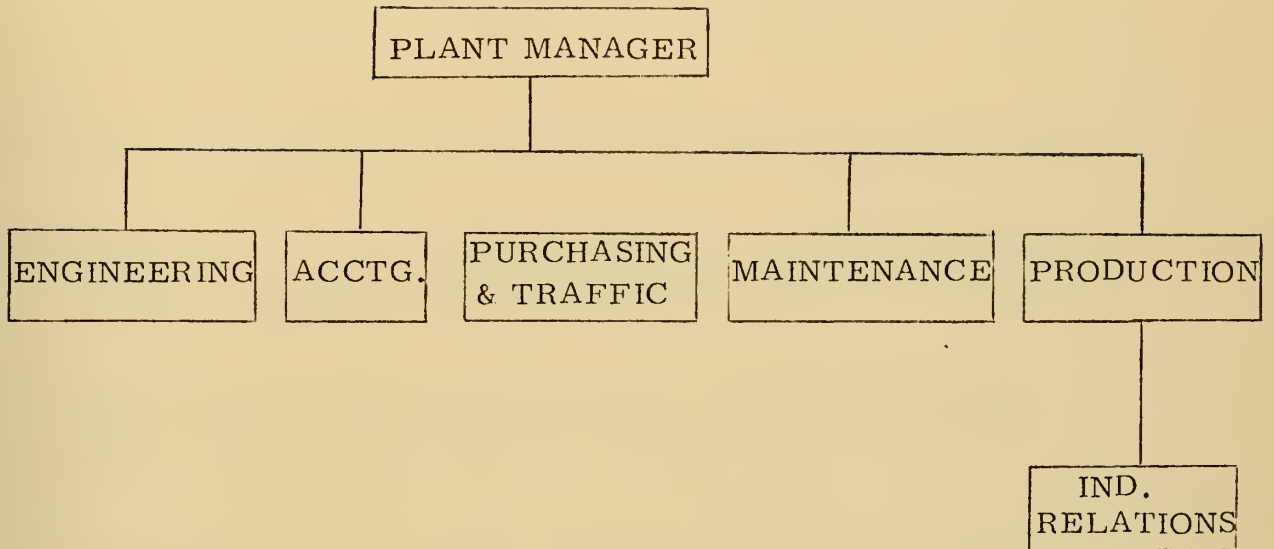 PLANT MANAGER
ENGINEERING
ACCTG.
PURCHASING
& TRAFFIC
MAINTENANCE
PRODUCTION
IND.
RELATIONS